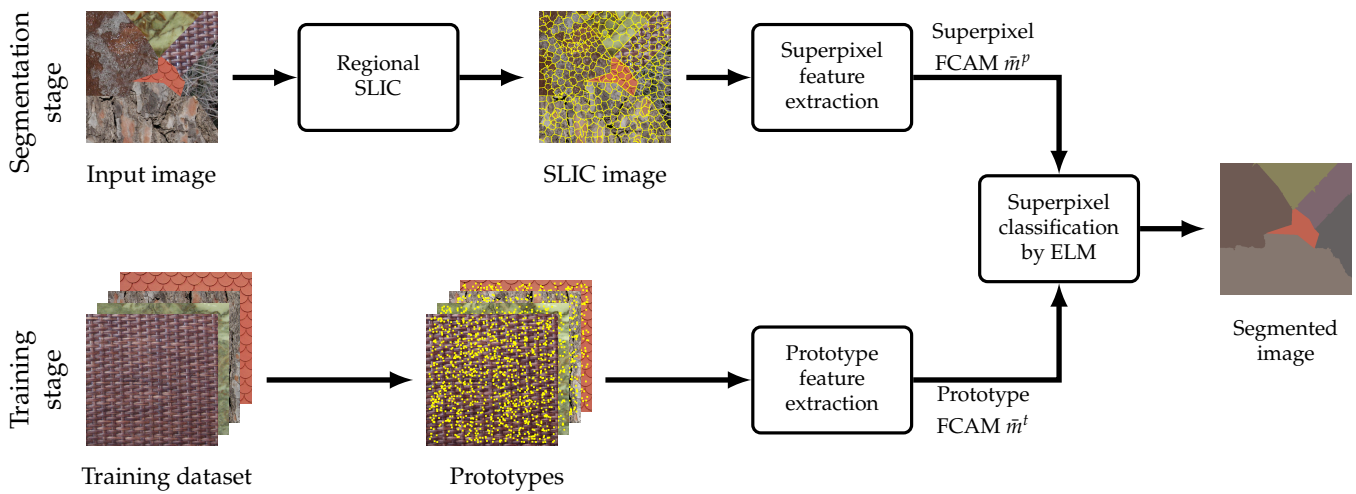 Segmentation
stage
Input image
Regional
SLIC
SLIC image
Superpixel
feature
extraction
Superpixel
FCAM m̄ᵖ
Superpixel
classification
by ELM
Segmented
image
Training
stage
Training dataset
Prototypes
Prototype
feature
extraction
Prototype
FCAM m̄ᵗ